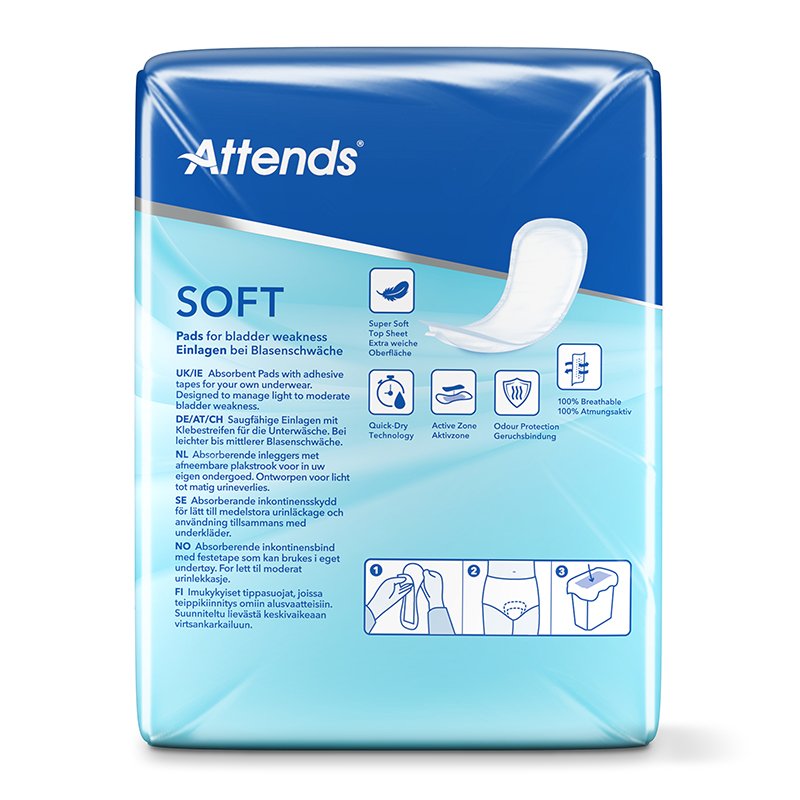 Attends®
SOFT
Pads for bladder weakness
Einlagen bei Blasenschwäche
UK/IE Absorbent Pads with adhesive
tapes for your own underwear.
Designed to manage light to moderate
bladder weakness.
DE/AT/CH Saugfähige Einlagen mit
Klebestreifen für die Unterwäsche. Bei
leichter bis mittlerer Blasenschwäche.
NL Absorberende inleggers met
afneembare plakstrook voor in uw
eigen ondergoed. Ontworpen voor licht
tot matig urineverlies.
SE Absorberande inkontinensskydd
för lätt till medelstora urinläckage och
användning tillsammans med
underkläder.
NO Absorberende inkontinensbind
med festetape som kan brukes i eget
undertøy. For lett til moderat
urinlekkasje.
FI Imukykyiset tippasuojat, joissa
teippikiinnitys omiin alusvaatteisiin.
Suunniteltu lievästä keskivaikeaan
virtsankarkailuun.
Super Soft
Top Sheet
Extra weiche
Oberfläche
Quick-Dry
Technology
Active Zone
Aktivzone
Odour Protection
Geruchsbindung
100% Breathable
100% Atmungsaktiv
1
2
3